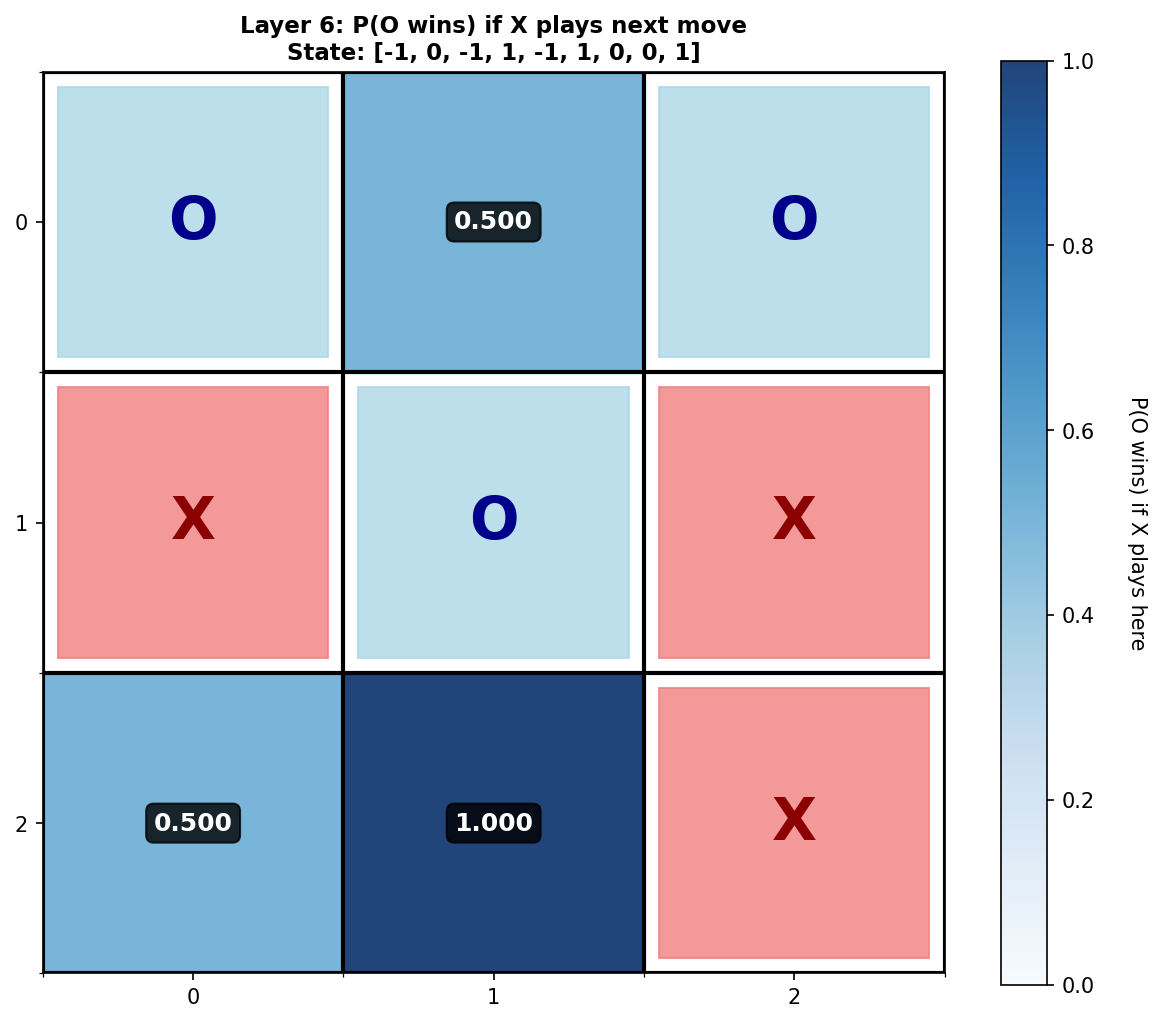 Layer 6: P(O wins) if X plays next move
State: [-1, 0, -1, 1, -1, 1, 0, 0, 1]
0
O
0.500
O
1
X
O
X
2
0.500
1.000
X
0
1
2
1.0
0.8
0.6
0.4
0.2
0.0
P(O wins) if X plays here